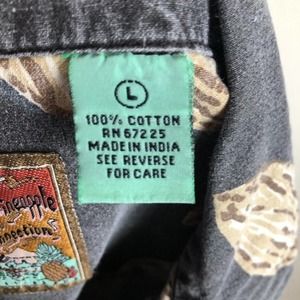 L
100% COTTON
RN 67225
MADE IN INDIA
SEE REVERSE
FOR CARE
Pineapple
Connection